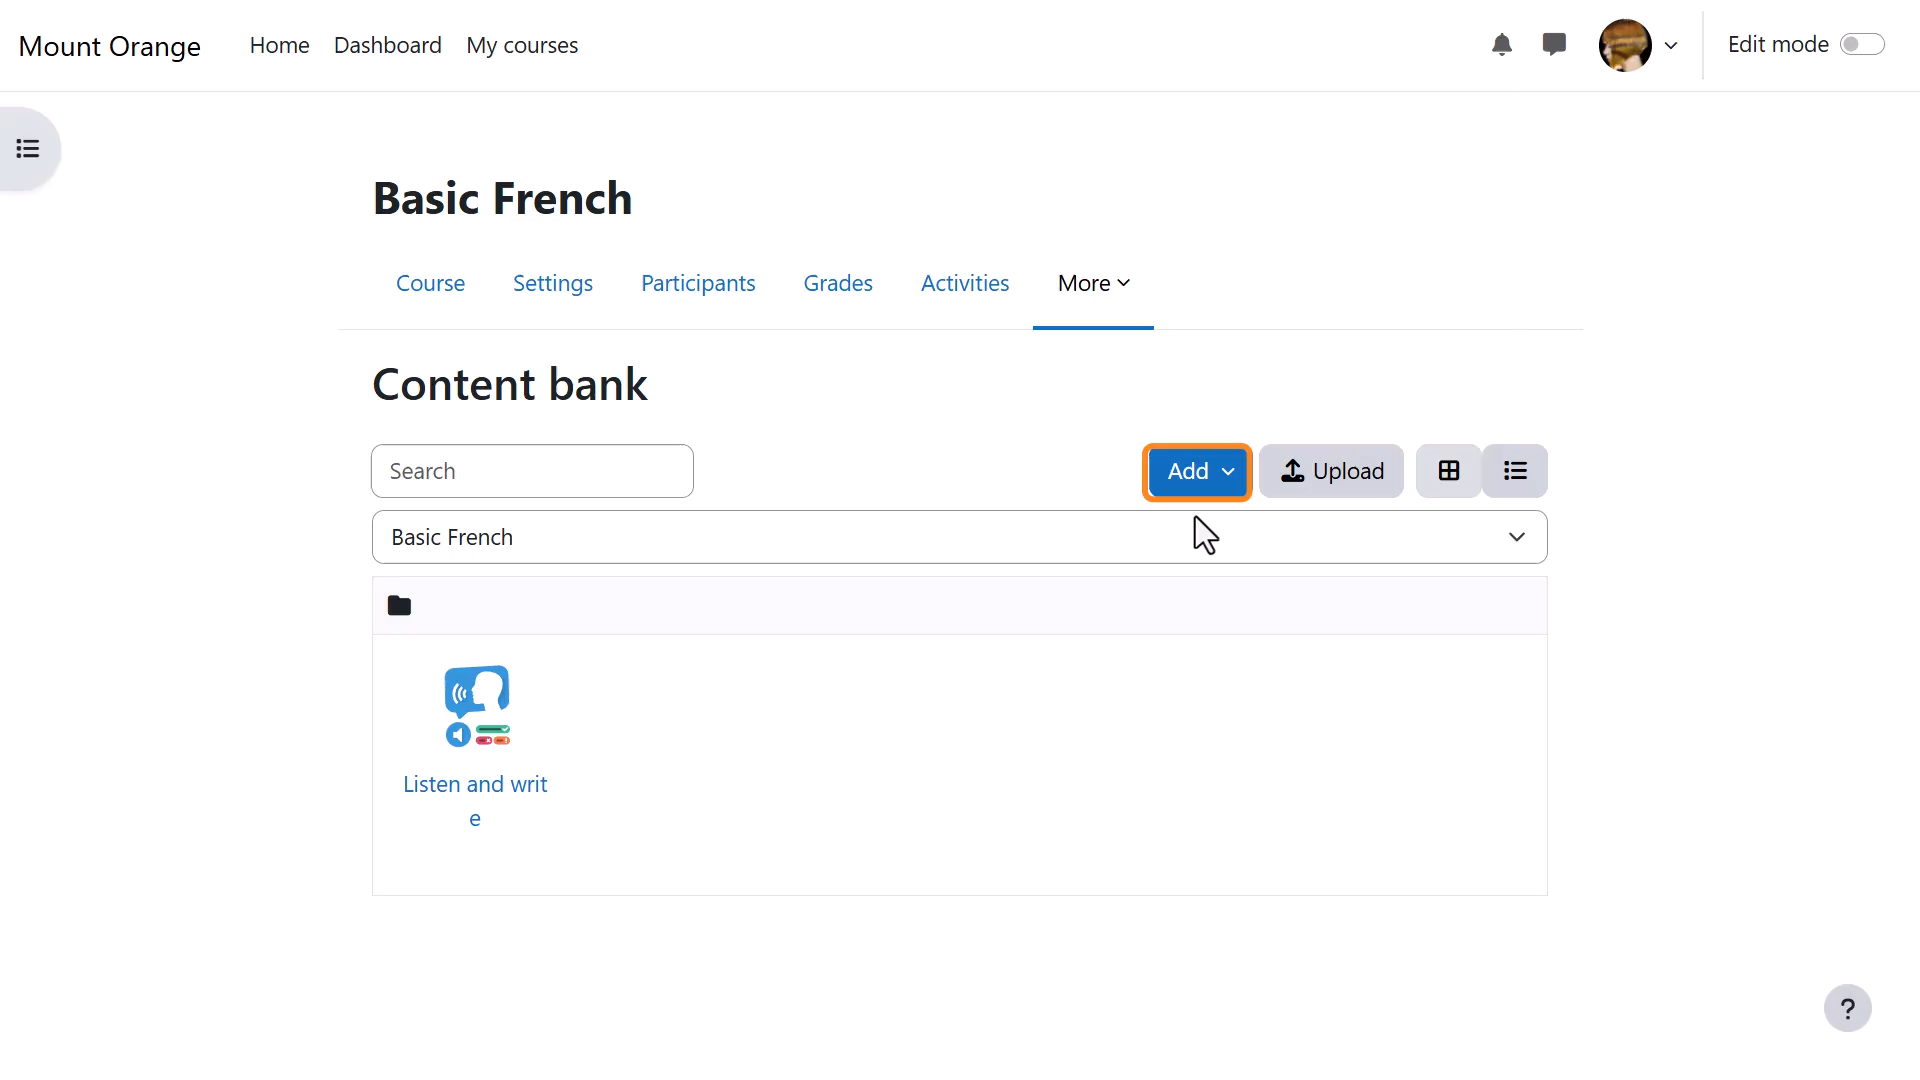 Mount Orange Home Dashboard My courses Edit mode
Basic French
Course Settings Participants Grades Activities More
Content bank
Search Add Upload
Basic French
Listen and writ
e
?